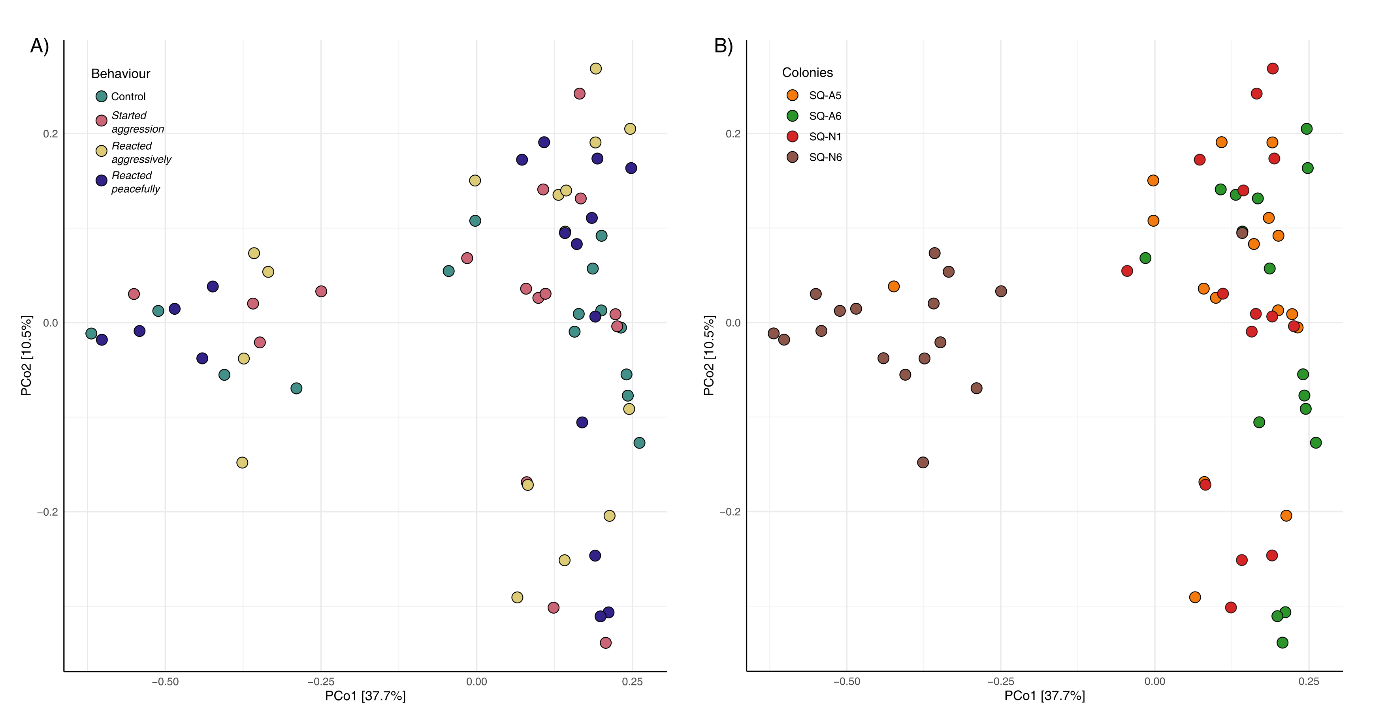 A)
Behaviour
Control
Started
aggression
Reacted
aggressively
Reacted
peacefully
0.2
0.0
−0.2
PCo2 [10.5%]
−0.50
−0.25
0.00
0.25
PCo1 [37.7%]
B)
Colonies
SQ-A5
SQ-A6
SQ-N1
SQ-N6
0.2
0.0
−0.2
PCo2 [10.5%]
−0.50
−0.25
0.00
0.25
PCo1 [37.7%]